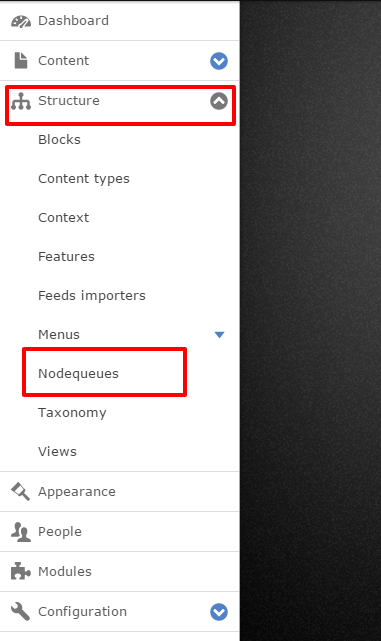 Dashboard
Content
Structure
Blocks
Content types
Context
Features
Feeds importers
Menus
Nodequeues
Taxonomy
Views
Appearance
People
Modules
Configuration